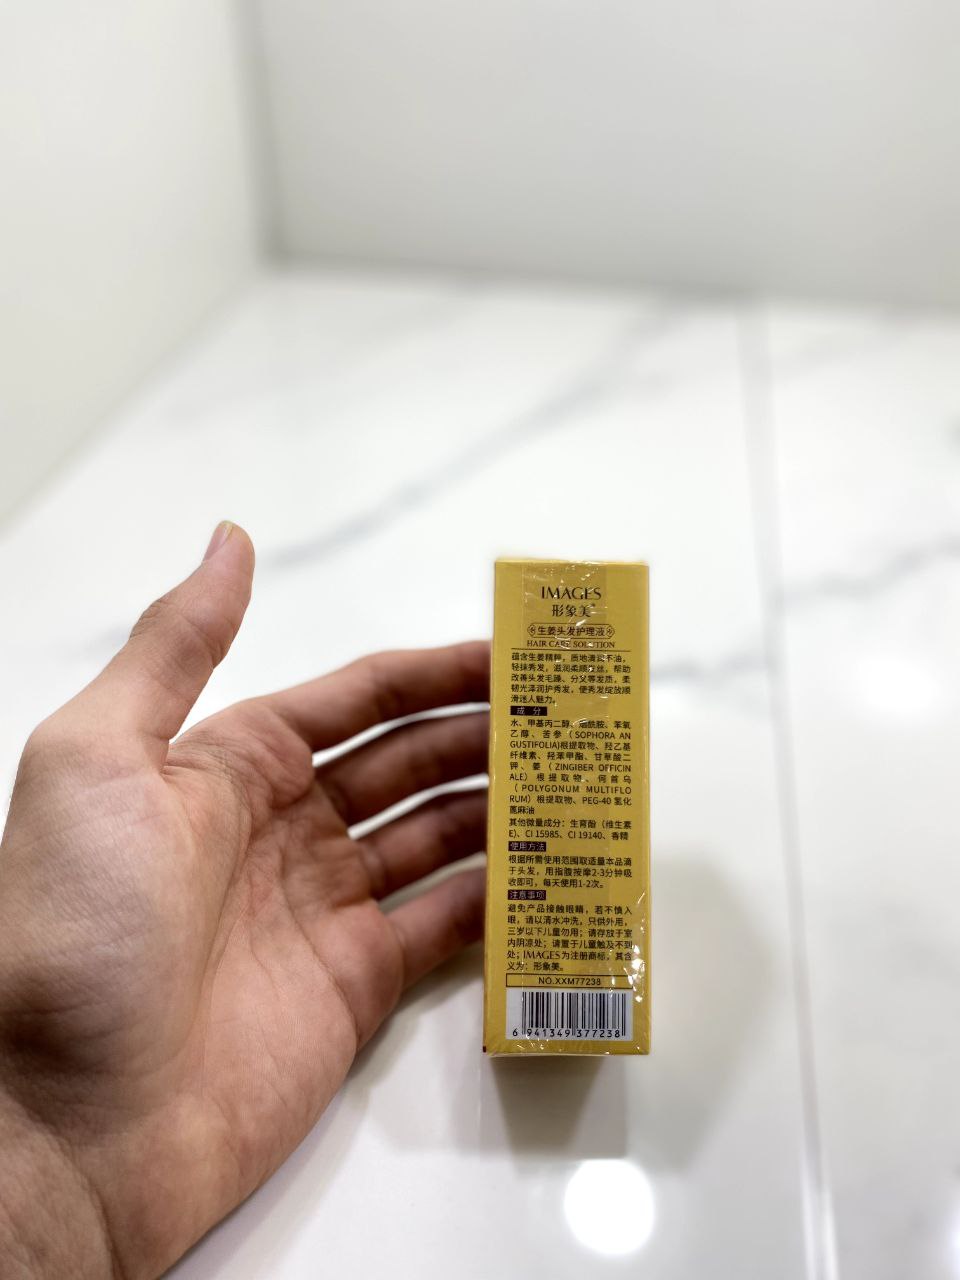 IMAGES
形象美
生姜头发护理液
HAIR CARE SOLUTION
蕴含生姜精粹，质地清润不油，
轻抹秀发，滋润柔顺发丝，帮助
改善头发毛躁、分叉等发质，柔
韧光泽润护秀发，使秀发绽放顺
滑迷人魅力。
成 分
水、甲基丙二醇、烟酰胺、苯氧
乙醇、苦参（SOPHORA AN
GUSTIFOLIA)根提取物、羟乙基
纤维素、羟苯甲酯、甘草酸二
钾、姜（ZINGIBER OFFICIN
ALE）根提取物、何首乌
（POLYGONUM MULTIFLO
RUM）根提取物、PEG-40 氢化
蓖麻油
其他微量成分：生育酚（维生素
E)、CI 15985、CI 19140、香精
使用方法
根据所需使用范围取适量本品滴
于头发，用指腹按摩2-3分钟吸
收即可，每天使用1-2次。
注意事项
避免产品接触眼睛，若不慎入
眼，请以清水冲洗，只供外用，
三岁以下儿童勿用；请存放于室
内阴凉处；请置于儿童触及不到
处；IMAGES为注册商标，其含
义为：形象美。
NO.XXM77238
6 941349 377238